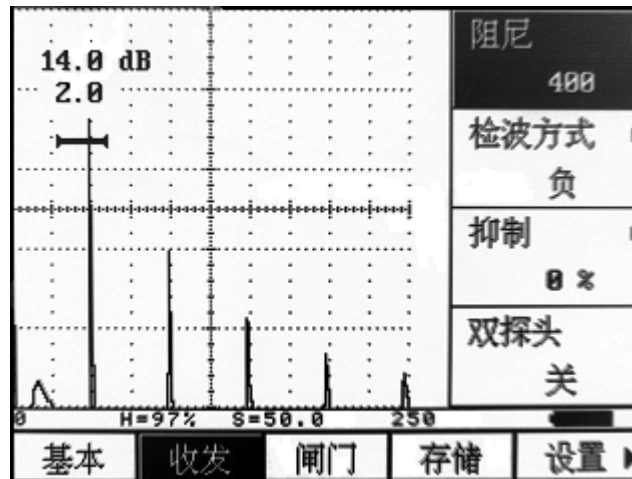 14.0 dB
2.0
阻尼
400
检波方式
负
抑制
0 %
双探头
关
0 H=97% S=50.0 250
基本 收发 闸门 存储 设置